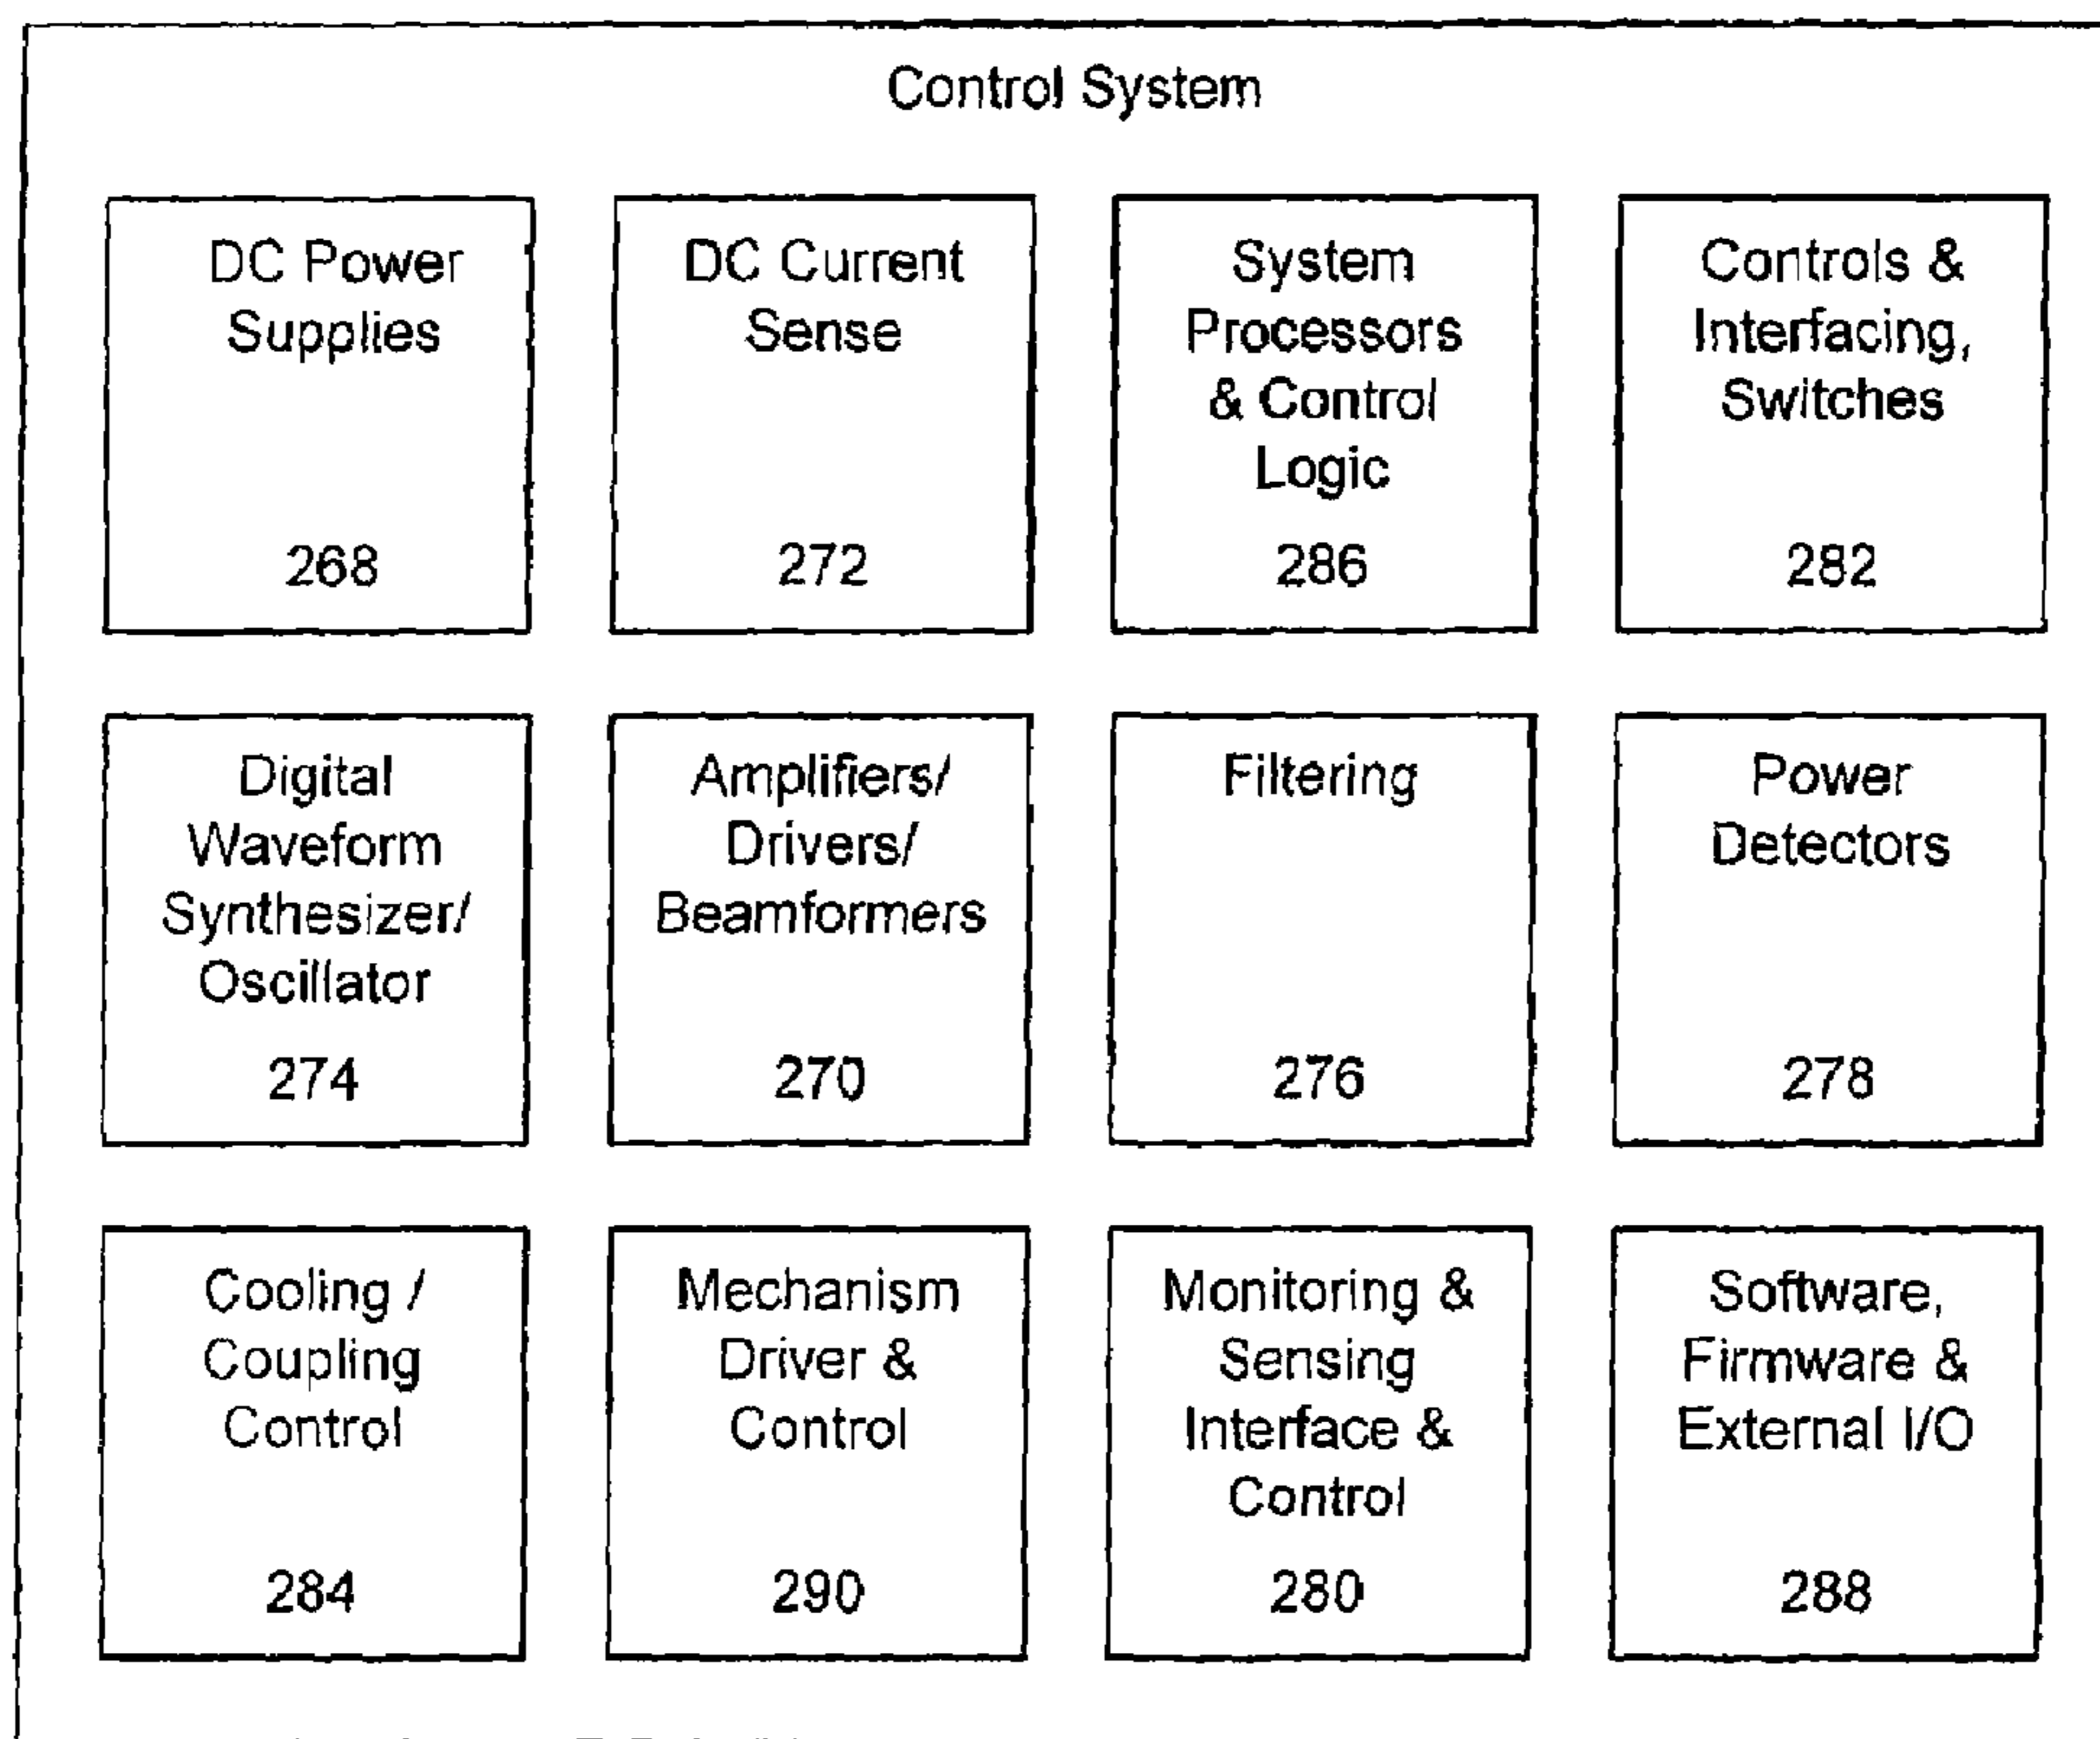 Control System
DC Power
Supplies
268
DC Current
Sense
272
System
Processors
& Control
Logic
286
Controls &
Interfacing,
Switches
282
Digital
Waveform
Synthesizer/
Oscillator
274
Amplifiers/
Drivers/
Beamformers
270
Filtering
276
Power
Detectors
278
Cooling /
Coupling
Control
284
Mechanism
Driver &
Control
290
Monitoring &
Sensing
Interface &
Control
280
Software,
Firmware &
External I/O
288